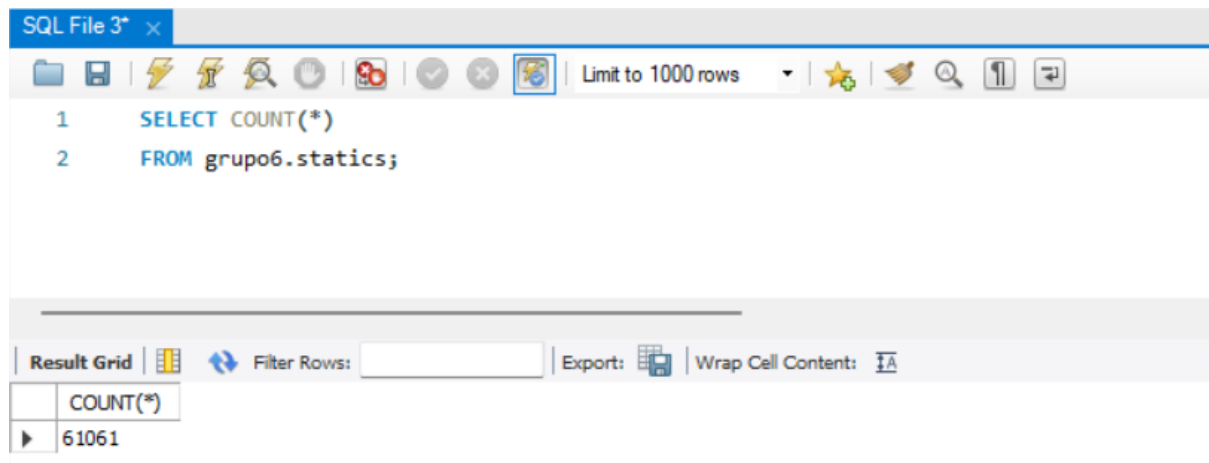 SQL File 3*
Limit to 1000 rows
1 SELECT COUNT(*)
2 FROM grupo6.statics;
Result Grid Filter Rows: Export: Wrap Cell Content:
COUNT(*)
61061